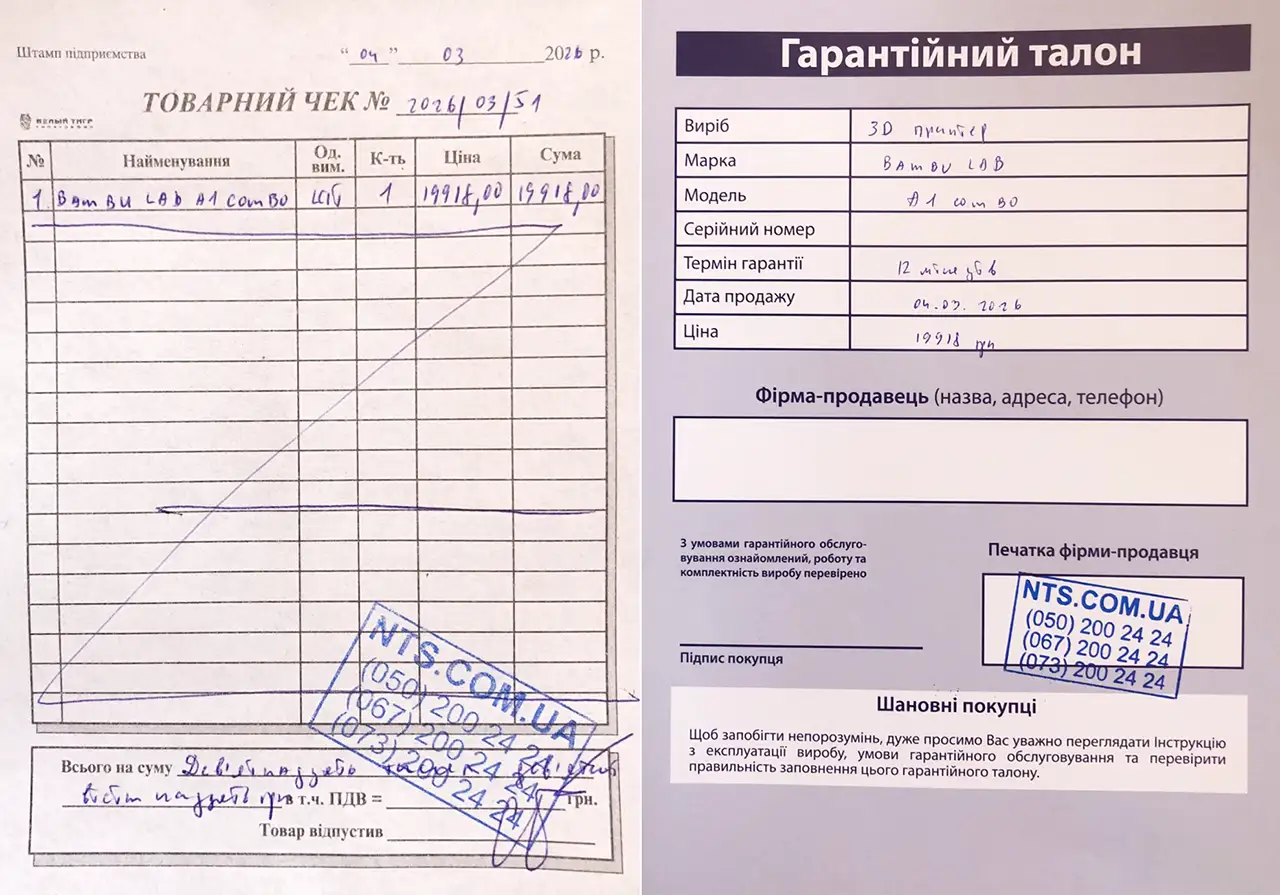 Штамп підприємства “ 04 ” 03 2026 р.
ТОВАРНИЙ ЧЕК № 2026/03/51
БЕЛЫЙ ТИГР
№ Найменування Од. вим. К-ть Ціна Сума
1. BAMBU LAB A1 COMBO шт 1 19918,00 19918,00
NTS.COM.UA
(050) 200 24 24
(067) 200 24 24
(073) 200 24 24
Всього на суму Дев'ятнадцять тисяч дев'ятсот
вісімнадцять грн в т.ч. ПДВ = грн.
Товар відпустив
Гарантійний талон
Виріб 3D принтер
Марка BAMBU LAB
Модель A1 COMBO
Серійний номер
Термін гарантії 12 місяців
Дата продажу 04.03.2026
Ціна 19918 грн
Фірма-продавець (назва, адреса, телефон)
З умовами гарантійного обслуго-
вування ознайомлений, роботу та
комплектність виробу перевірено
Підпис покупця
Печатка фірми-продавця
NTS.COM.UA
(050) 200 24 24
(067) 200 24 24
(073) 200 24 24
Шановні покупці
Щоб запобігти непорозумінь, дуже просимо Вас уважно переглядати Інструкцію
з експлуатації виробу, умови гарантійного обслуговування та перевірити
правильність заповнення цього гарантійного талону.